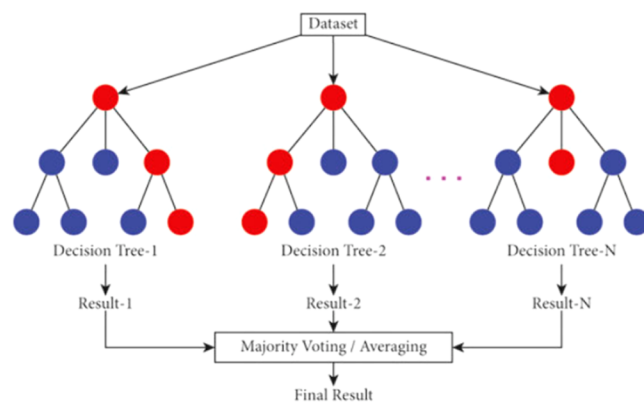 Dataset
Decision Tree-1
Decision Tree-2
Decision Tree-N
Result-1
Result-2
Result-N
Majority Voting / Averaging
Final Result